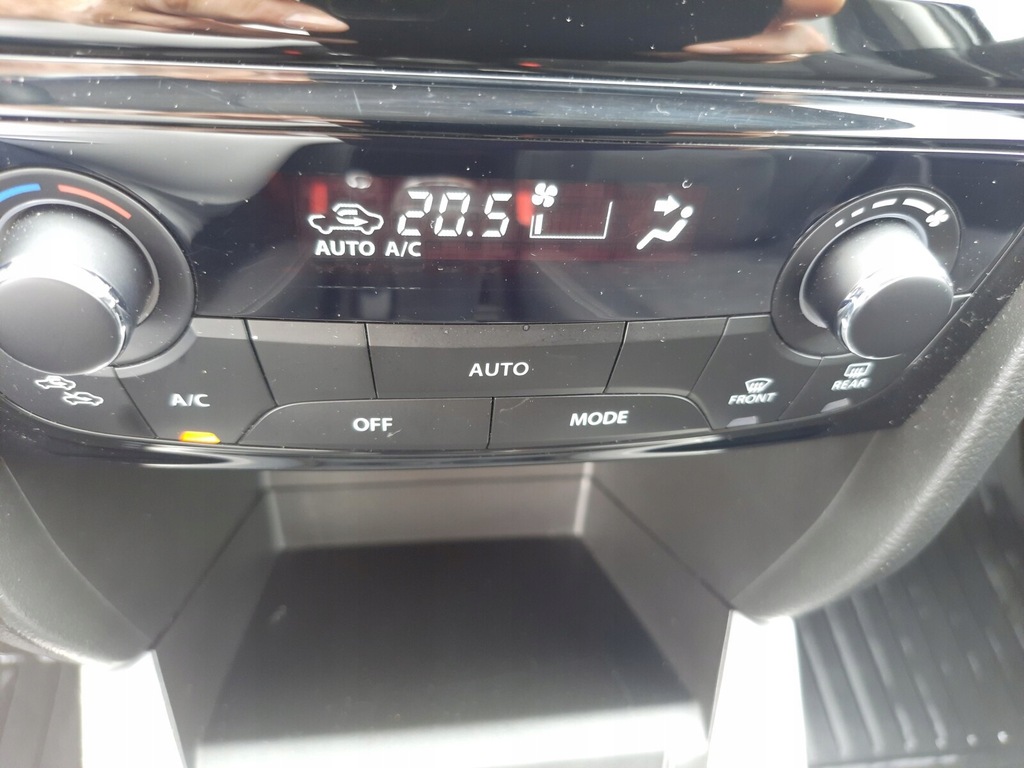 20.5
AUTO A/C
AUTO
A/C
OFF
MODE
FRONT
REAR